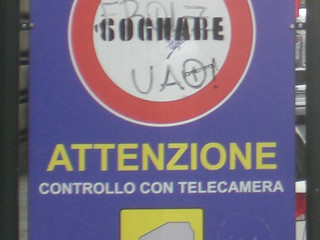 SOGNARE
UAO!
ATTENZIONE
CONTROLLO CON TELECAMERA